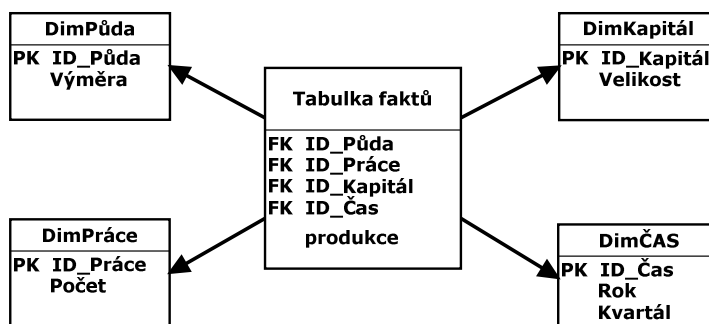 DimPůda
PK ID_Půda
Výměra
DimKapitál
PK ID_Kapitál
Velikost
Tabulka faktů
FK ID_Půda
FK ID_Práce
FK ID_Kapitál
FK ID_Čas
produkce
DimPráce
PK ID_Práce
Počet
DimČAS
PK ID_Čas
Rok
Kvartál